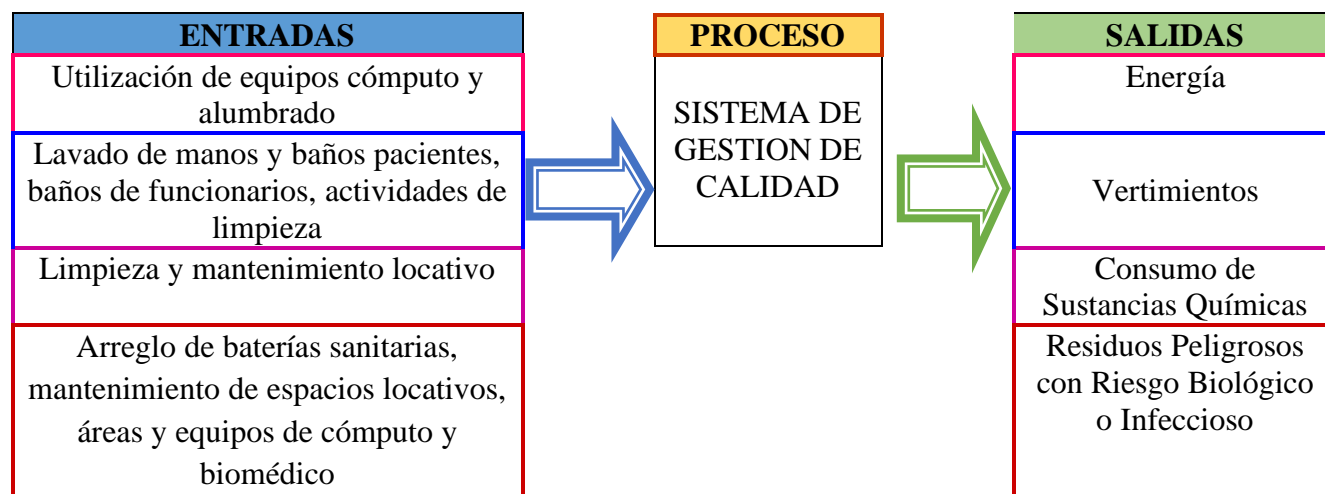 ENTRADAS
Utilización de equipos cómputo y
alumbrado
Lavado de manos y baños pacientes,
baños de funcionarios, actividades de
limpieza
Limpieza y mantenimiento locativo
Arreglo de baterías sanitarias,
mantenimiento de espacios locativos,
áreas y equipos de cómputo y
biomédico
PROCESO
SISTEMA DE
GESTION DE
CALIDAD
SALIDAS
Energía
Vertimientos
Consumo de
Sustancias Químicas
Residuos Peligrosos
con Riesgo Biológico
o Infeccioso